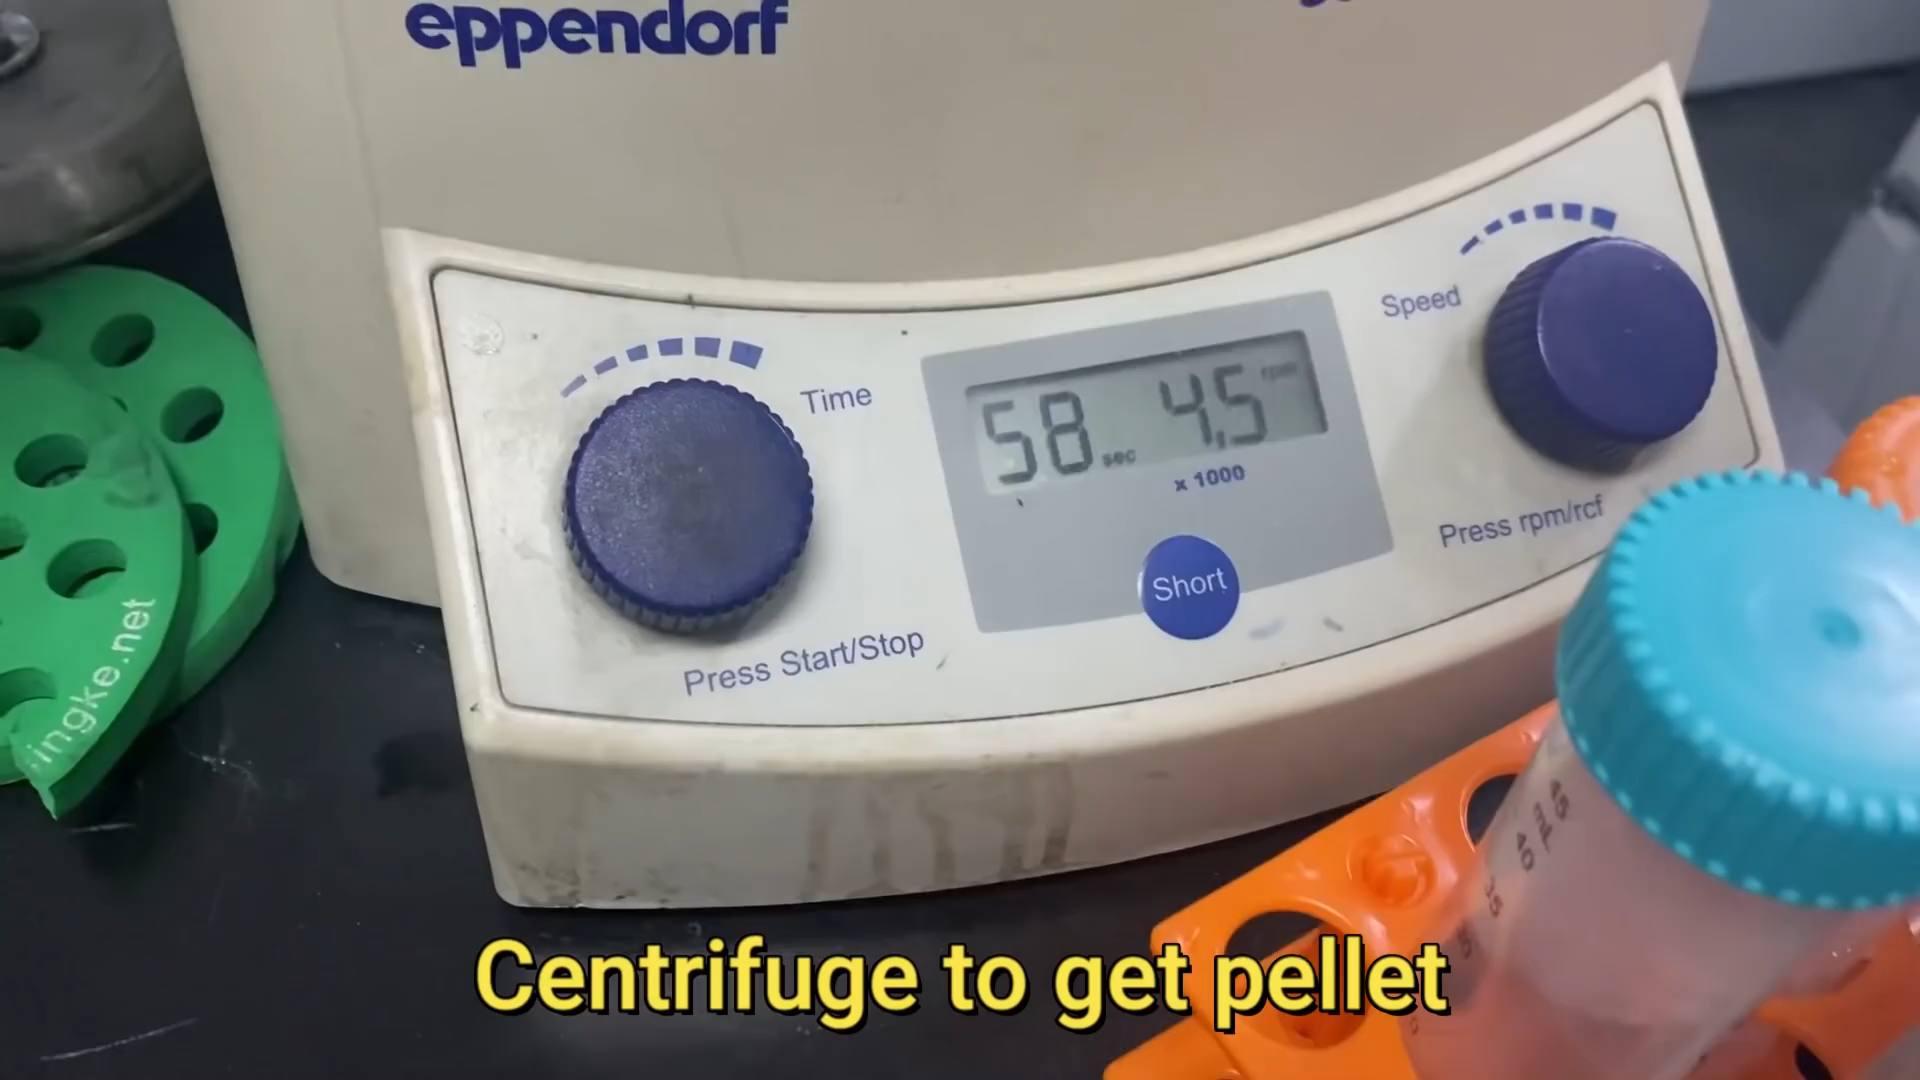 eppendorf
Time
Speed
58 sec 4,5 rpm
x 1000
Short
Press Start/Stop
Press rpm/rcf
ingke.net
45
mL
40
35
Centrifuge to get pellet